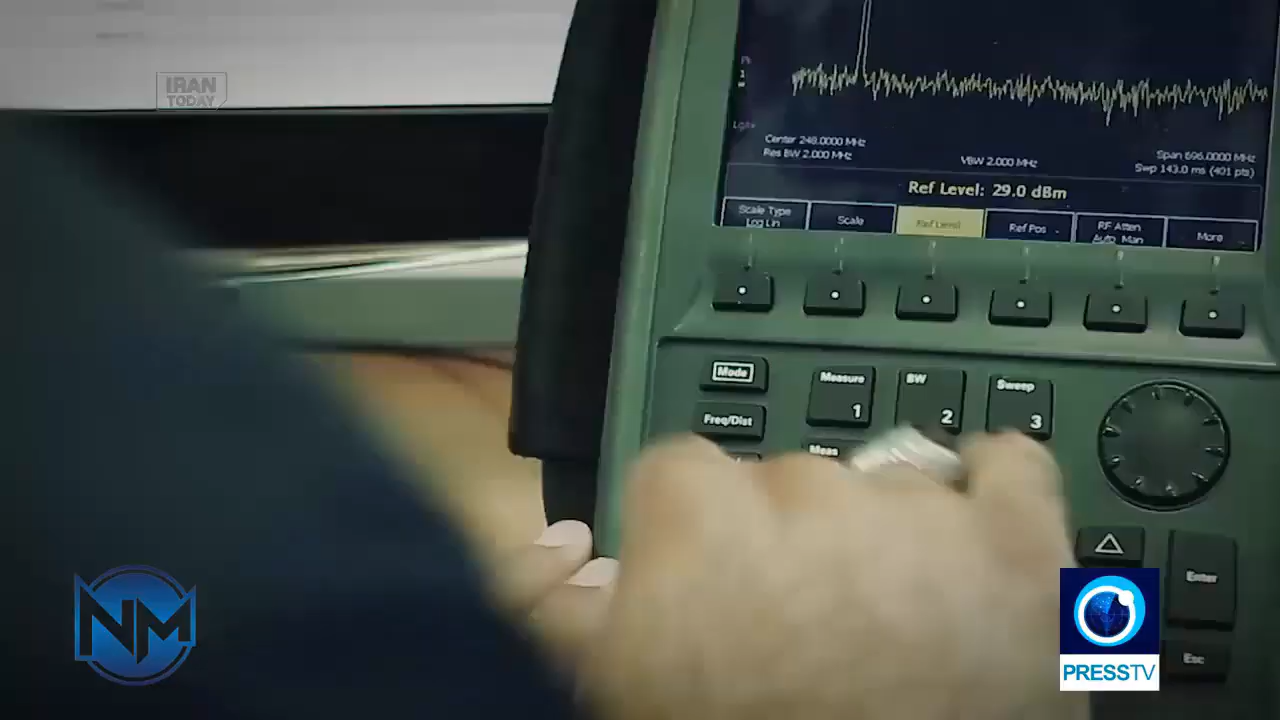 IRAN
TODAY
Center 248.0000 MHz
Res BW 2.000 MHz
VBW 2.000 MHz
Span 696.0000 MHz
Swp 143.0 ms (401 pts)
Ref Level: 29.0 dBm
Scale Type
Log Lin
Scale
Ref Level
Ref Pos
RF Atten
Auto Man
More
Mode
Measure
1
BW
2
Sweep
3
Freq/Dist
Meas
Enter
Esc
NM
PRESSTV